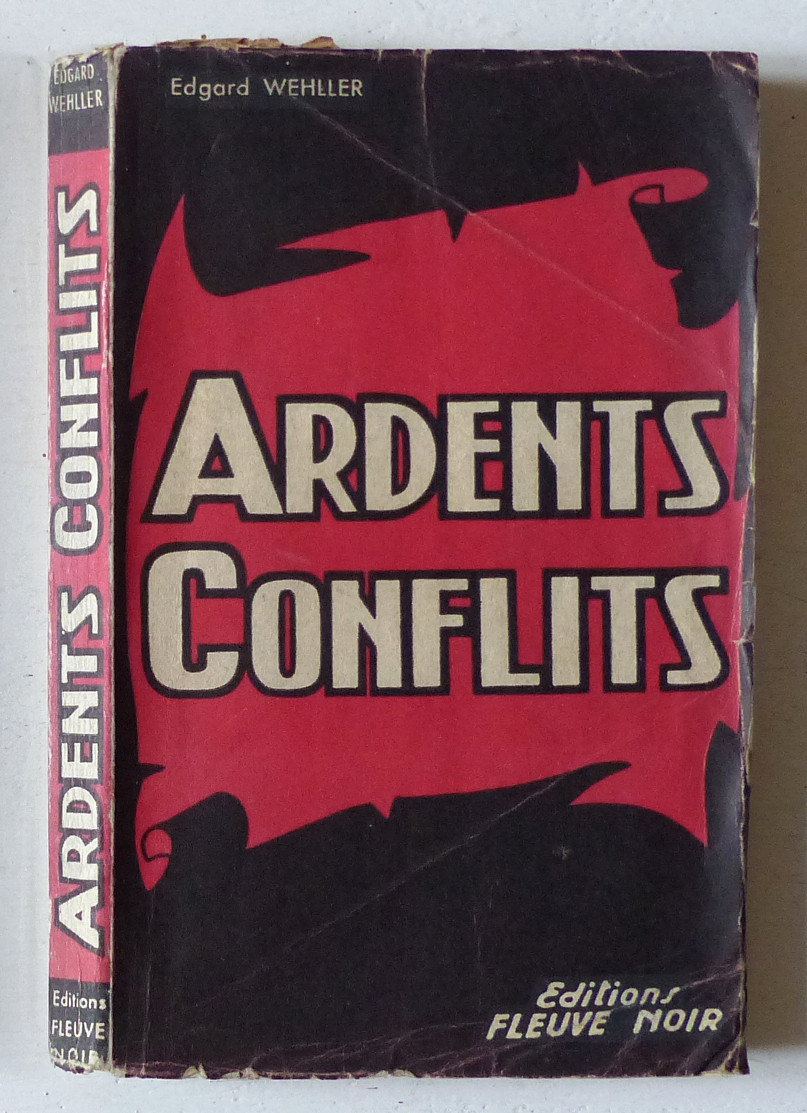 Edgard WEHLLER
ARDENTS
CONFLITS
Editions
FLEUVE NOIR
EDGARD
WEHLLER
ARDENTS CONFLITS
Editions
FLEUVE
NOIR